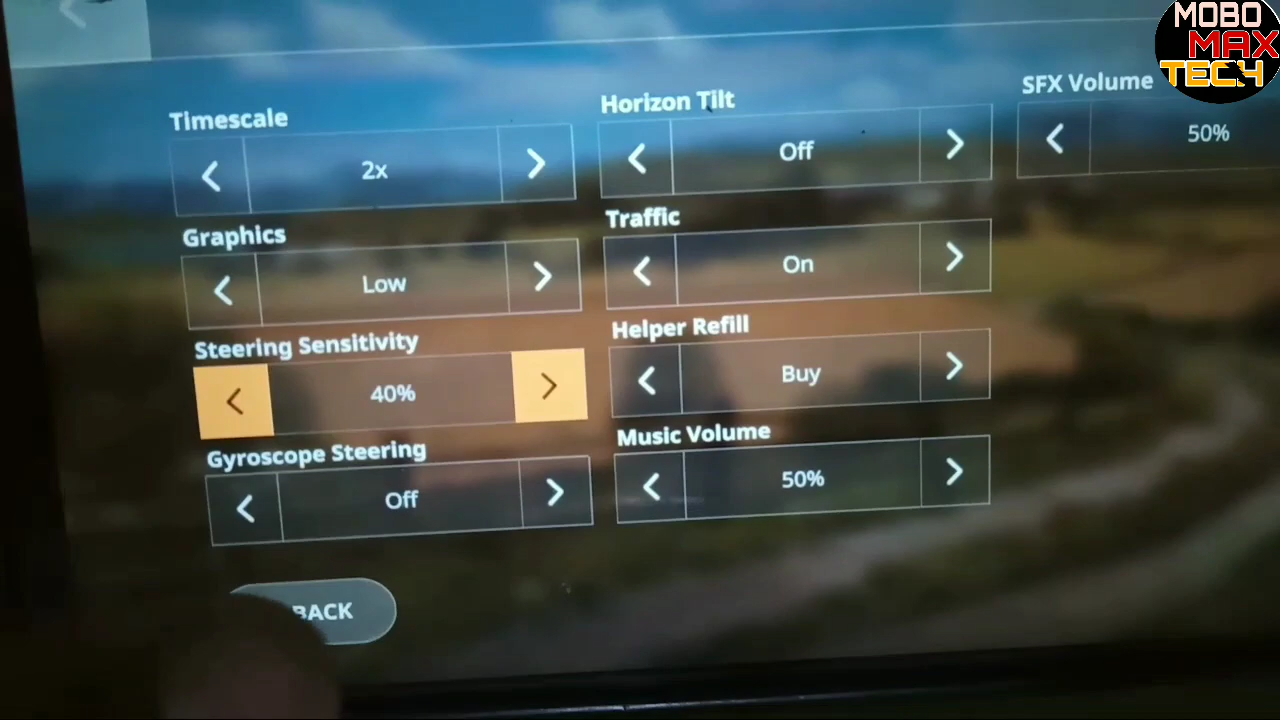 MOBO
MAX
TECH
Timescale
2x
Graphics
Low
Steering Sensitivity
40%
Gyroscope Steering
Off
Horizon Tilt
Off
Traffic
On
Helper Refill
Buy
Music Volume
50%
SFX Volume
50%
BACK